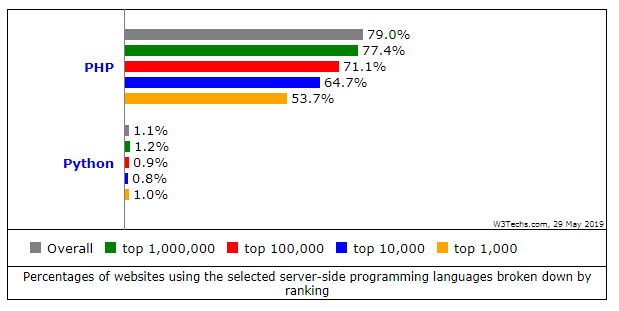 PHP
79.0%
77.4%
71.1%
64.7%
53.7%
Python
1.1%
1.2%
0.9%
0.8%
1.0%
W3Techs.com, 29 May 2019
Overall top 1,000,000 top 100,000 top 10,000 top 1,000
Percentages of websites using the selected server-side programming languages broken down by
ranking